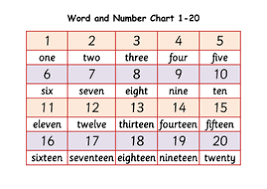 Word and Number Chart 1-20
1 2 3 4 5
one two three four five
6 7 8 9 10
six seven eight nine ten
11 12 13 14 15
eleven twelve thirteen fourteen fifteen
16 17 18 19 20
sixteen seventeen eighteen nineteen twenty